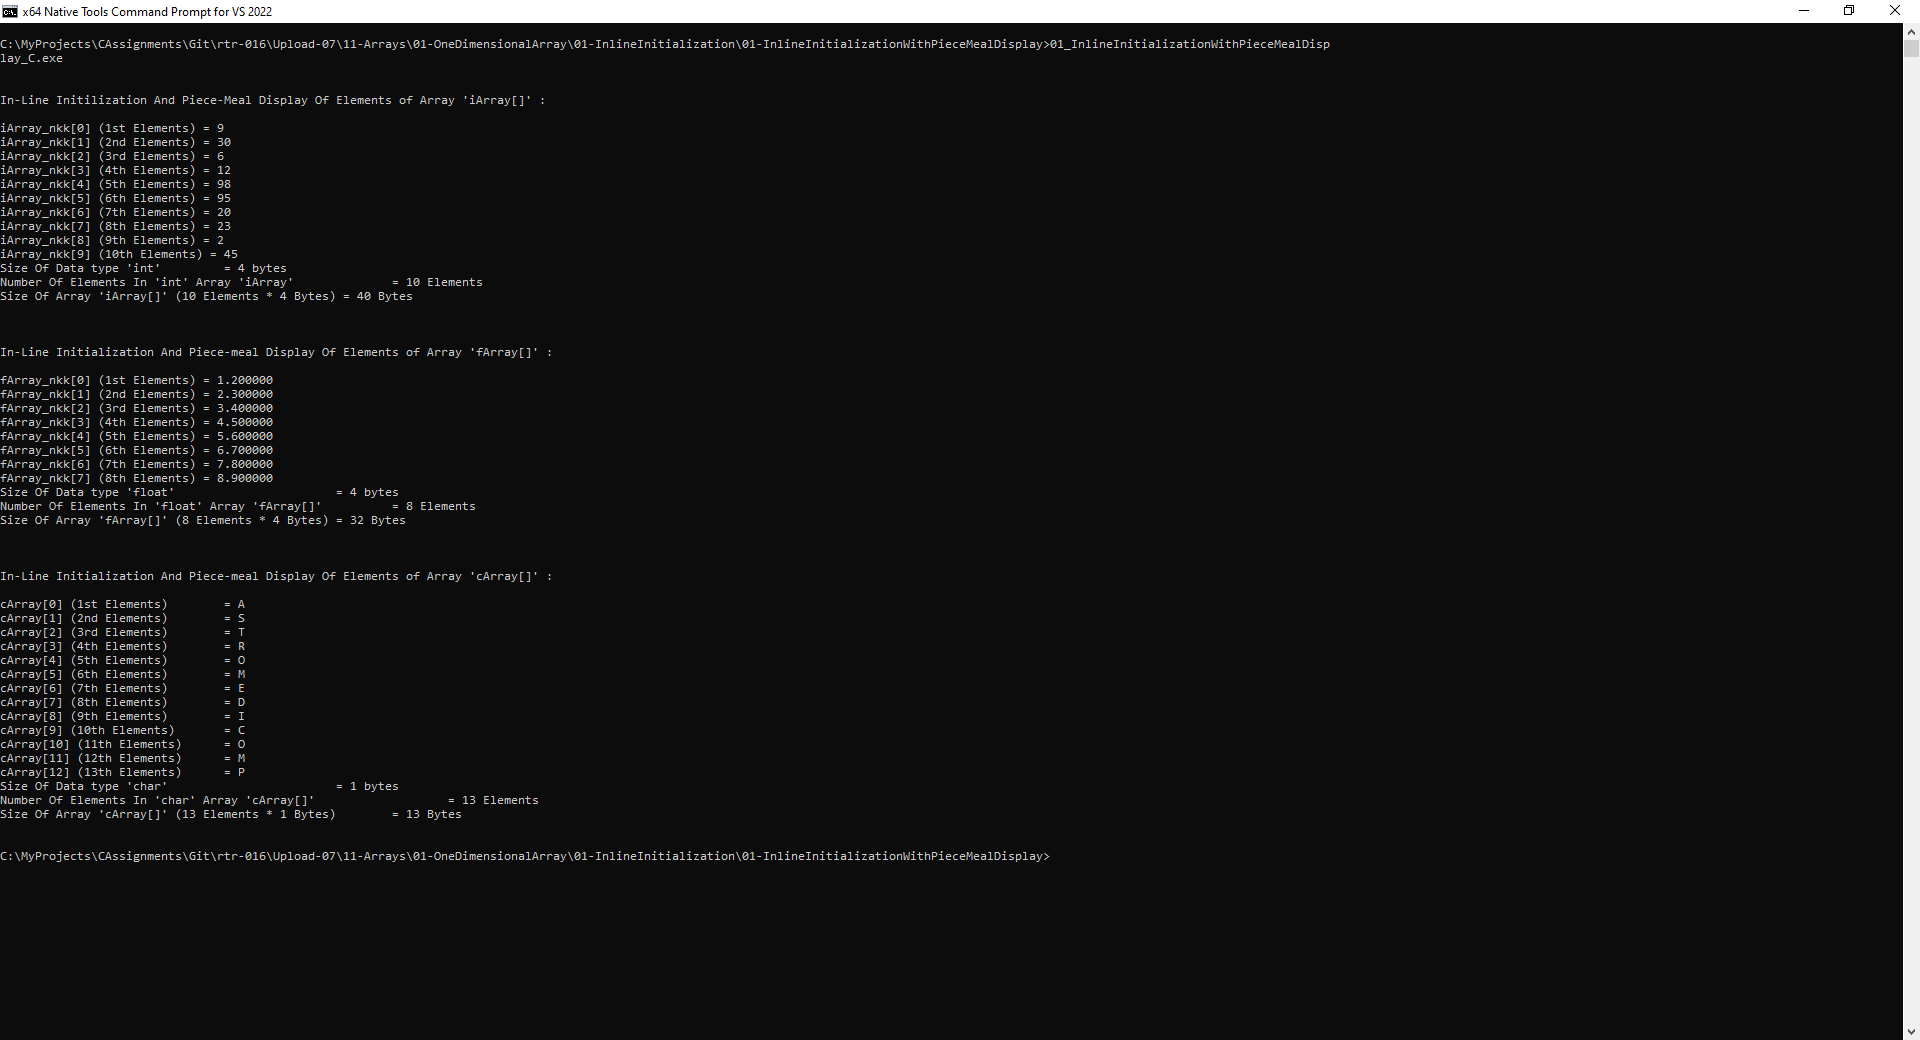 x64 Native Tools Command Prompt for VS 2022
C:\MyProjects\CAssignments\Git\rtr-016\Upload-07\11-Arrays\01-OneDimensionalArray\01-InlineInitialization\01-InlineInitializationWithPieceMealDisplay>01_InlineInitializationWithPieceMealDisp
lay_C.exe
In-Line Initilization And Piece-Meal Display Of Elements of Array 'iArray[]' :
iArray_nkk[0] (1st Elements) = 9
iArray_nkk[1] (2nd Elements) = 30
iArray_nkk[2] (3rd Elements) = 6
iArray_nkk[3] (4th Elements) = 12
iArray_nkk[4] (5th Elements) = 98
iArray_nkk[5] (6th Elements) = 95
iArray_nkk[6] (7th Elements) = 20
iArray_nkk[7] (8th Elements) = 23
iArray_nkk[8] (9th Elements) = 2
iArray_nkk[9] (10th Elements) = 45
Size Of Data type 'int'         = 4 bytes
Number Of Elements In 'int' Array 'iArray'              = 10 Elements
Size Of Array 'iArray[]' (10 Elements * 4 Bytes) = 40 Bytes
In-Line Initialization And Piece-meal Display Of Elements of Array 'fArray[]' :
fArray_nkk[0] (1st Elements) = 1.200000
fArray_nkk[1] (2nd Elements) = 2.300000
fArray_nkk[2] (3rd Elements) = 3.400000
fArray_nkk[3] (4th Elements) = 4.500000
fArray_nkk[4] (5th Elements) = 5.600000
fArray_nkk[5] (6th Elements) = 6.700000
fArray_nkk[6] (7th Elements) = 7.800000
fArray_nkk[7] (8th Elements) = 8.900000
Size Of Data type 'float'                       = 4 bytes
Number Of Elements In 'float' Array 'fArray[]'          = 8 Elements
Size Of Array 'fArray[]' (8 Elements * 4 Bytes) = 32 Bytes
In-Line Initialization And Piece-meal Display Of Elements of Array 'cArray[]' :
cArray[0] (1st Elements)        = A
cArray[1] (2nd Elements)        = S
cArray[2] (3rd Elements)        = T
cArray[3] (4th Elements)        = R
cArray[4] (5th Elements)        = O
cArray[5] (6th Elements)        = M
cArray[6] (7th Elements)        = E
cArray[7] (8th Elements)        = D
cArray[8] (9th Elements)        = I
cArray[9] (10th Elements)       = C
cArray[10] (11th Elements)      = O
cArray[11] (12th Elements)      = M
cArray[12] (13th Elements)      = P
Size Of Data type 'char'                        = 1 bytes
Number Of Elements In 'char' Array 'cArray[]'                   = 13 Elements
Size Of Array 'cArray[]' (13 Elements * 1 Bytes)        = 13 Bytes
C:\MyProjects\CAssignments\Git\rtr-016\Upload-07\11-Arrays\01-OneDimensionalArray\01-InlineInitialization\01-InlineInitializationWithPieceMealDisplay>